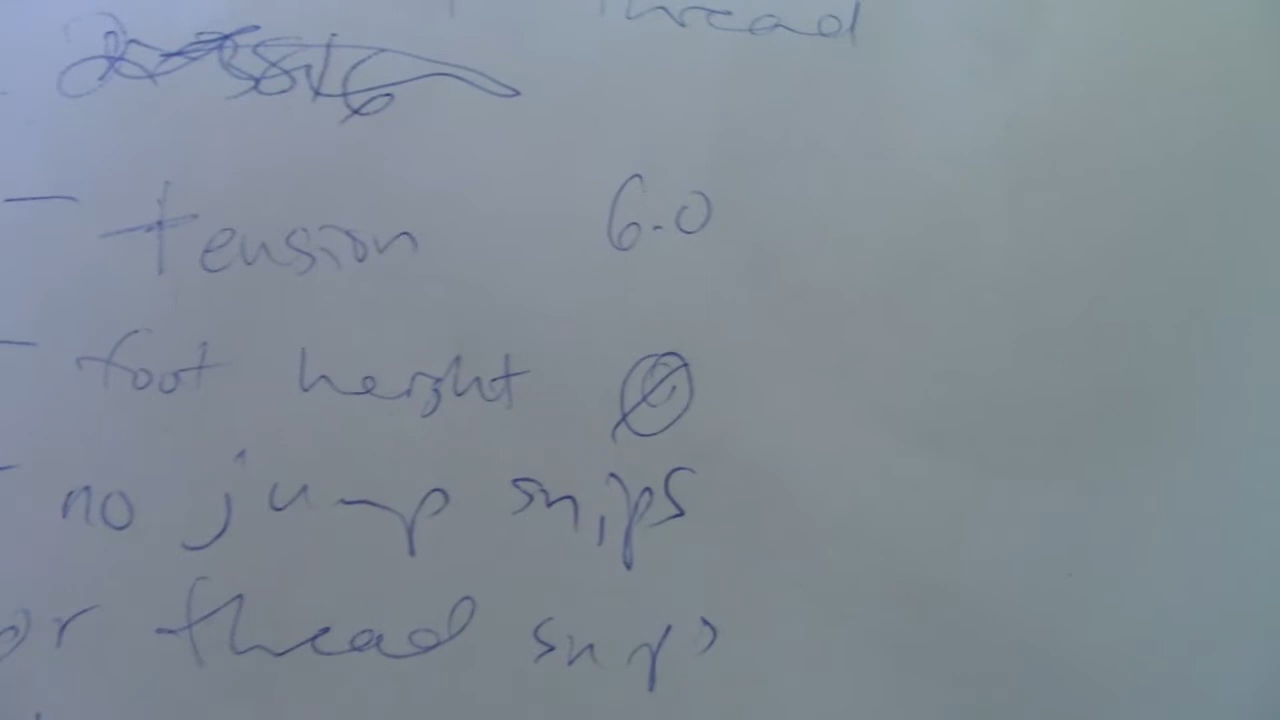 thread
- tension 6.0
- foot height Ø
- no jump snips
or thread snips